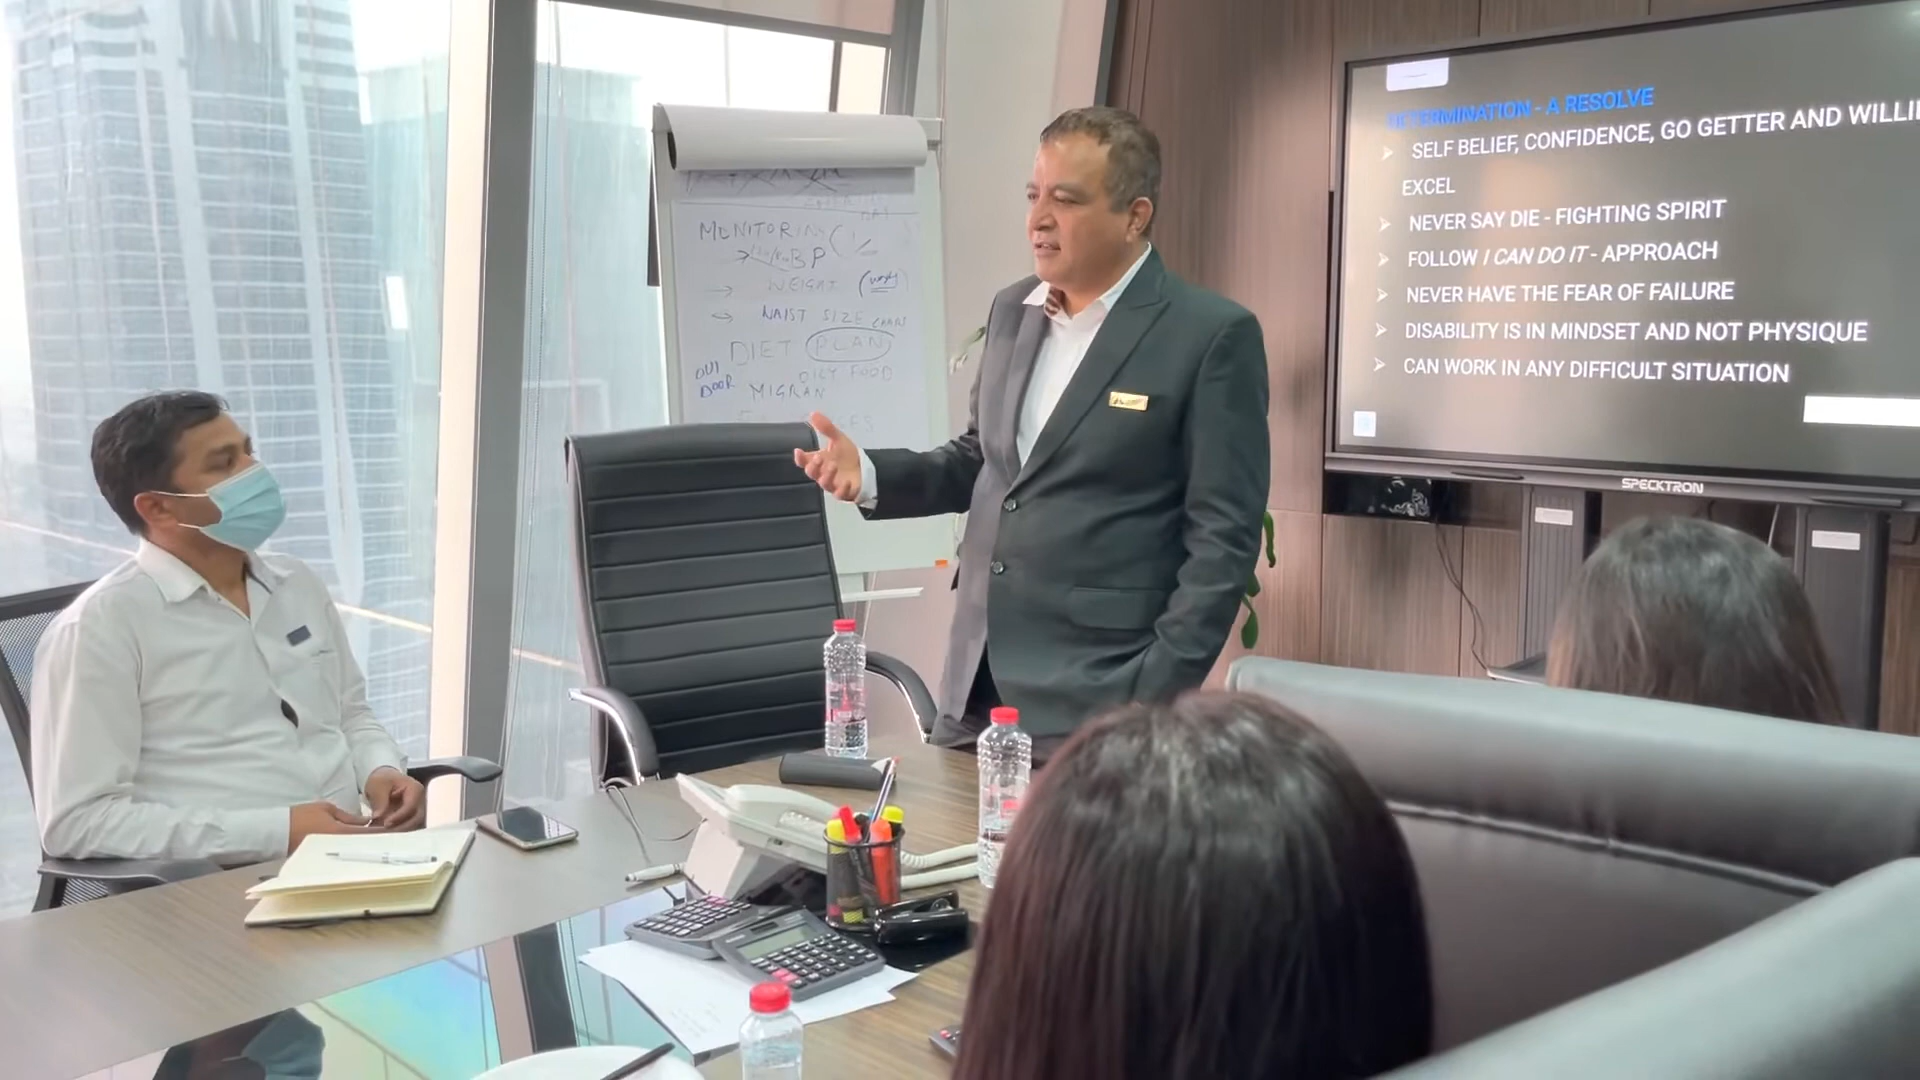 MONITORING
BP
WEIGHT
WAIST SIZE
DIET PLAN
OILY FOOD
OUT
DOOR
MIGRAN
DETERMINATION - A RESOLVE
➢ SELF BELIEF, CONFIDENCE, GO GETTER AND
EXCEL
➢ NEVER SAY DIE - FIGHTING SPIRIT
➢ FOLLOW I CAN DO IT - APPROACH
➢ NEVER HAVE THE FEAR OF FAILURE
➢ DISABILITY IS IN MINDSET AND NOT PHYSIQUE
➢ CAN WORK IN ANY DIFFICULT SITUATION
SPECKTRON